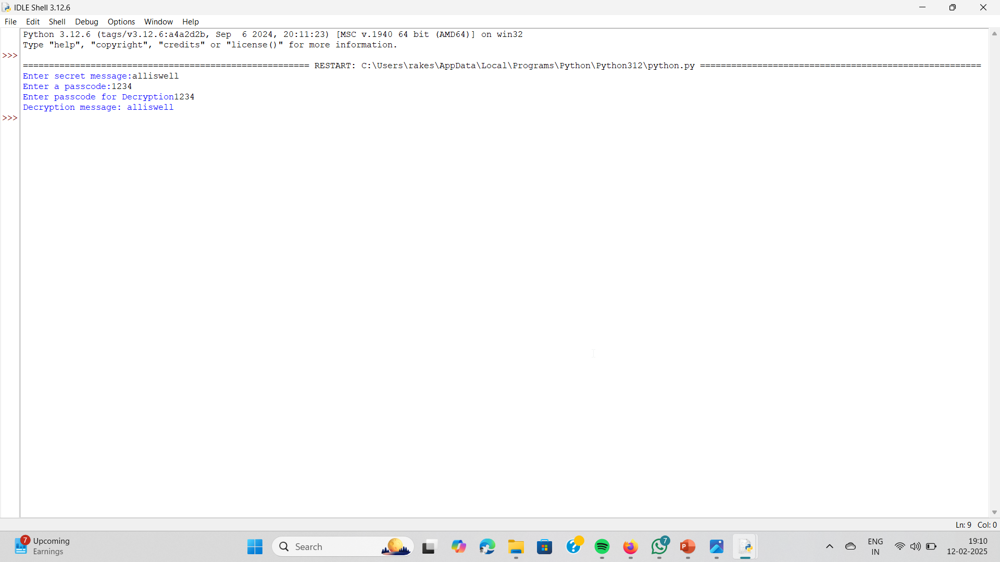 IDLE Shell 3.12.6
File Edit Shell Debug Options Window Help
Python 3.12.6 (tags/v3.12.6:a4a2d2b, Sep  6 2024, 20:11:23) [MSC v.1940 64 bit (AMD64)] on win32
Type "help", "copyright", "credits" or "license()" for more information.
>>>
======================================================= RESTART: C:\Users\rakes\AppData\Local\Programs\Python\Python312\python.py ======================================================
Enter secret message:alliswell
Enter a passcode:1234
Enter passcode for Decryption1234
Decryption message: alliswell
>>>
Ln: 9 Col: 0
7 Upcoming
Earnings
Search
7
ENG
IN
19:10
12-02-2025